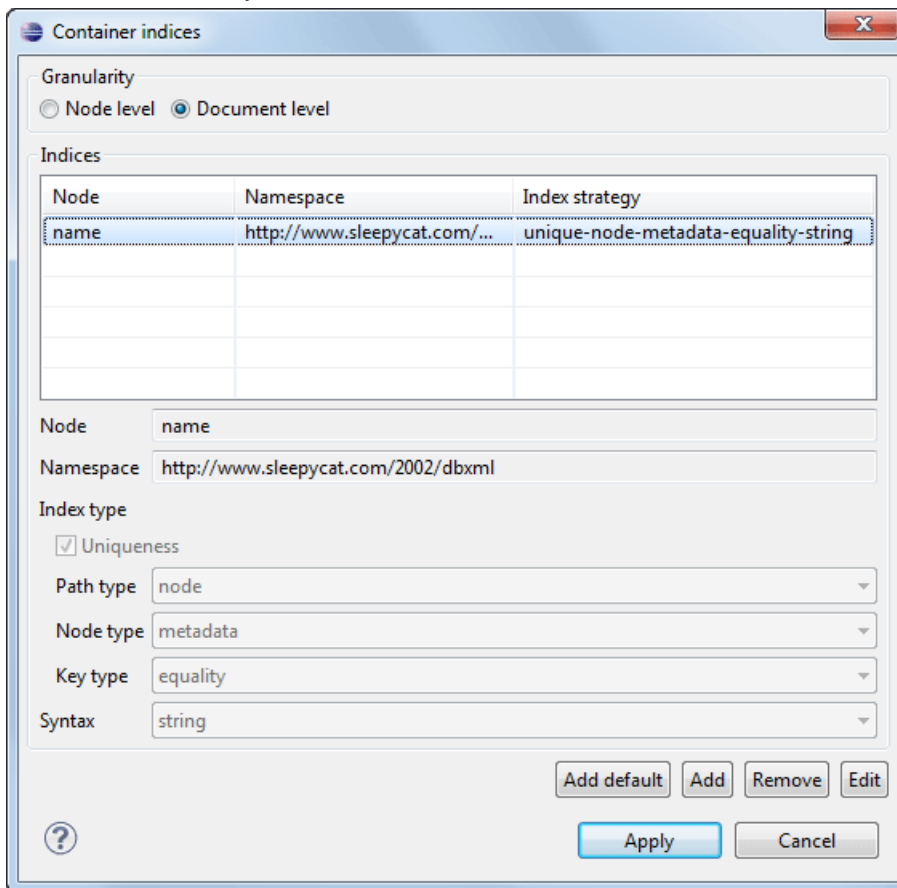 Container indices
Granularity
Node level Document level
Indices
Node Namespace Index strategy
name http://www.sleepycat.com/... unique-node-metadata-equality-string
Node name
Namespace http://www.sleepycat.com/2002/dbxml
Index type
Uniqueness
Path type node
Node type metadata
Key type equality
Syntax string
Add default Add Remove Edit
? Apply Cancel